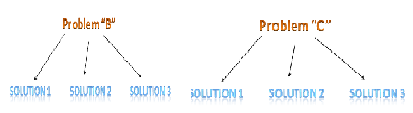 Problem "B"
Problem "C"
SOLUTION 1 SOLUTION 2 SOLUTION 3
SOLUTION 1 SOLUTION 2 SOLUTION 3